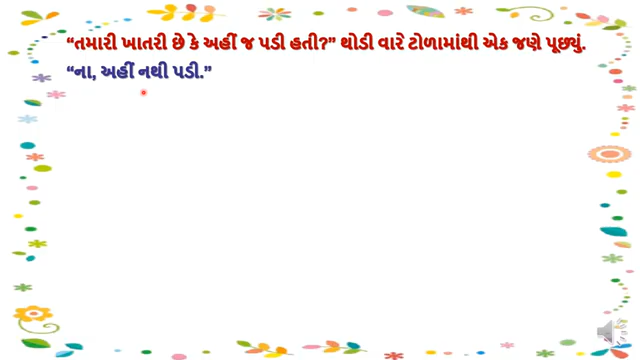 “તમારી ખાતરી છે કે અહીં જ પડી હતી?” થોડી વારે ટોળામાંથી એક જણે પૂછ્યું.
“ના, અહીં નથી પડી.”